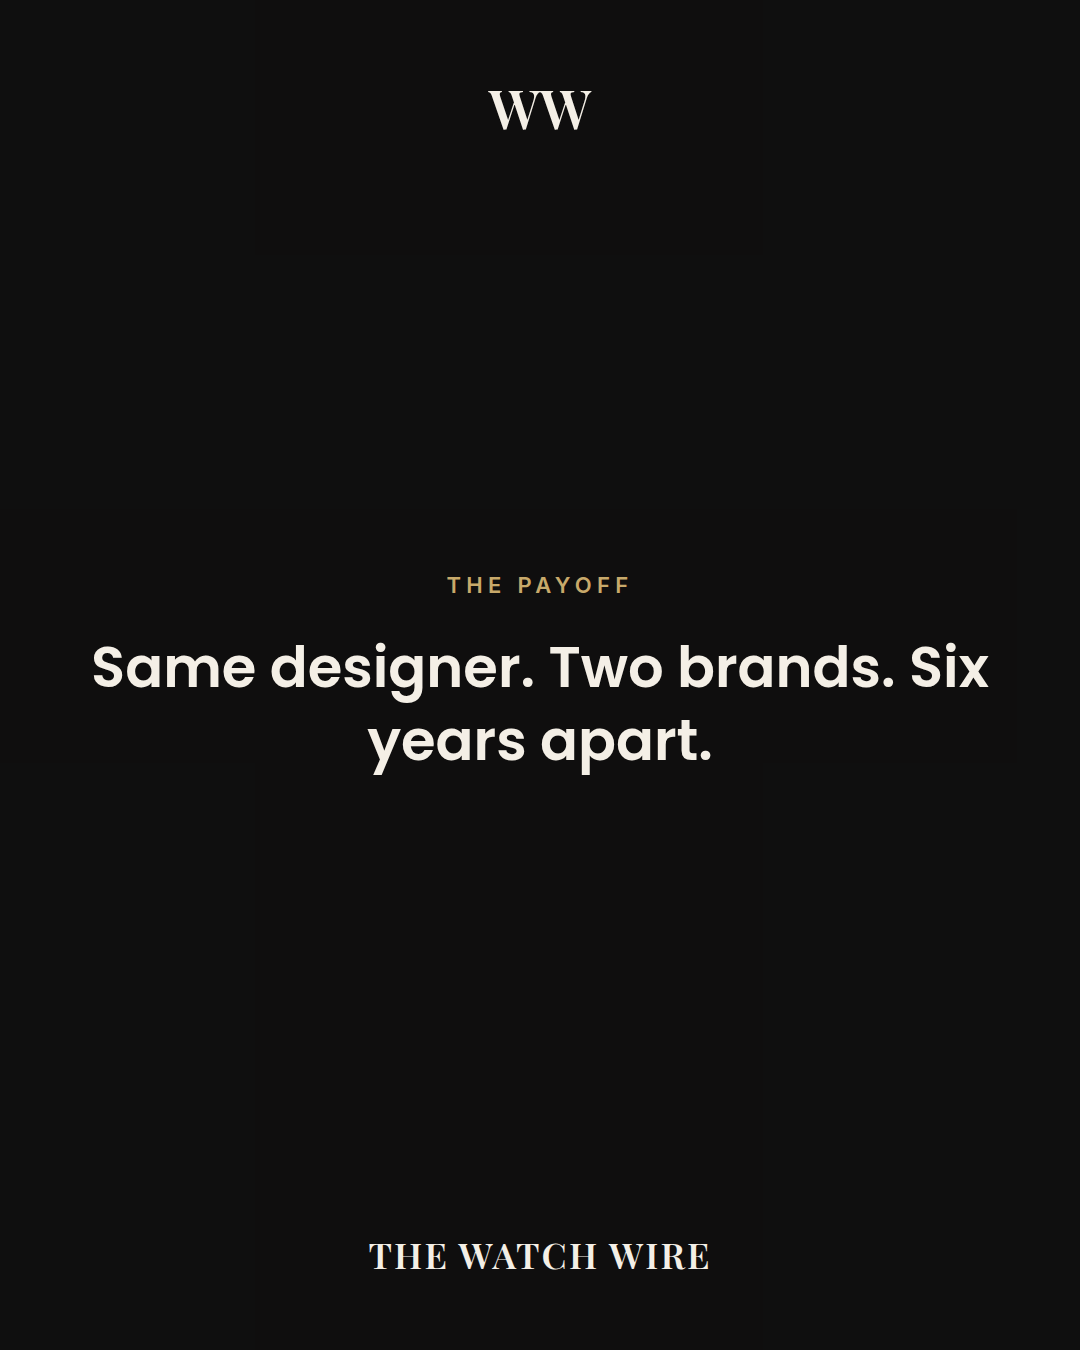 WW
THE PAYOFF
Same designer. Two brands. Six
years apart.
THE WATCH WIRE